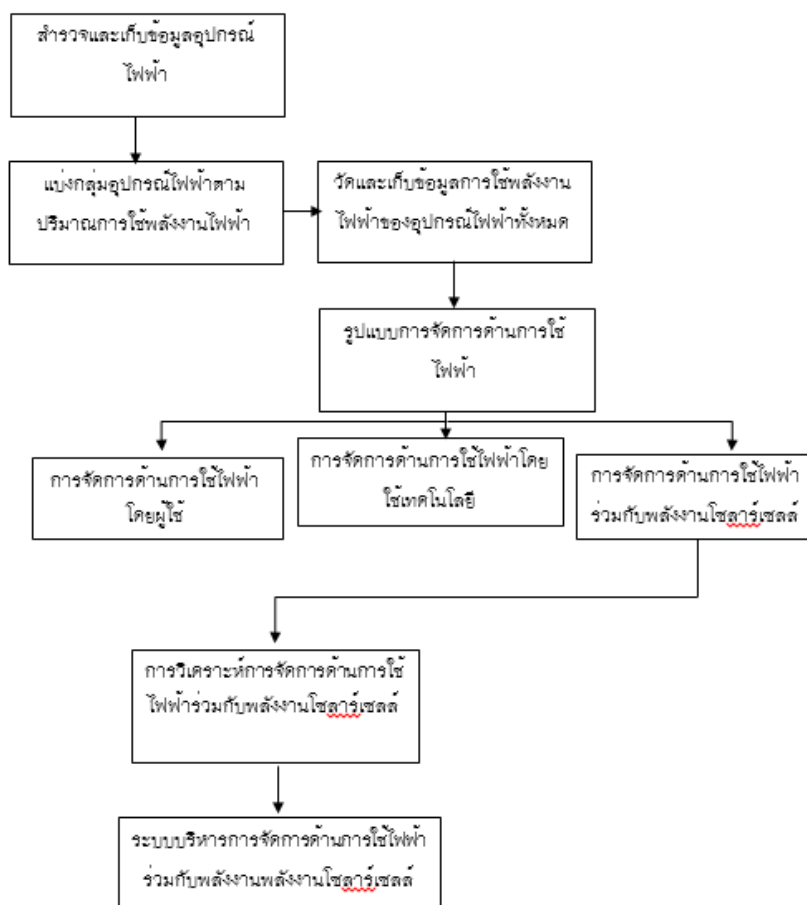 สำรวจและเก็บข้อมูลอุปกรณ์
ไฟฟ้า
แบ่งกลุ่มอุปกรณ์ไฟฟ้าตาม
ปริมาณการใช้พลังงานไฟฟ้า
วัดและเก็บข้อมูลการใช้พลังงาน
ไฟฟ้าของอุปกรณ์ไฟฟ้าทั้งหมด
รูปแบบการจัดการด้านการใช้
ไฟฟ้า
การจัดการด้านการใช้ไฟฟ้า
โดยผู้ใช้
การจัดการด้านการใช้ไฟฟ้าโดย
ใช้เทคโนโลยี
การจัดการด้านการใช้ไฟฟ้า
ร่วมกับพลังงานโซลาร์เซลล์
การวิเคราะห์การจัดการด้านการใช้
ไฟฟ้าร่วมกับพลังงานโซลาร์เซลล์
ระบบบริหารการจัดการด้านการใช้ไฟฟ้า
ร่วมกับพลังงานพลังงานโซลาร์เซลล์